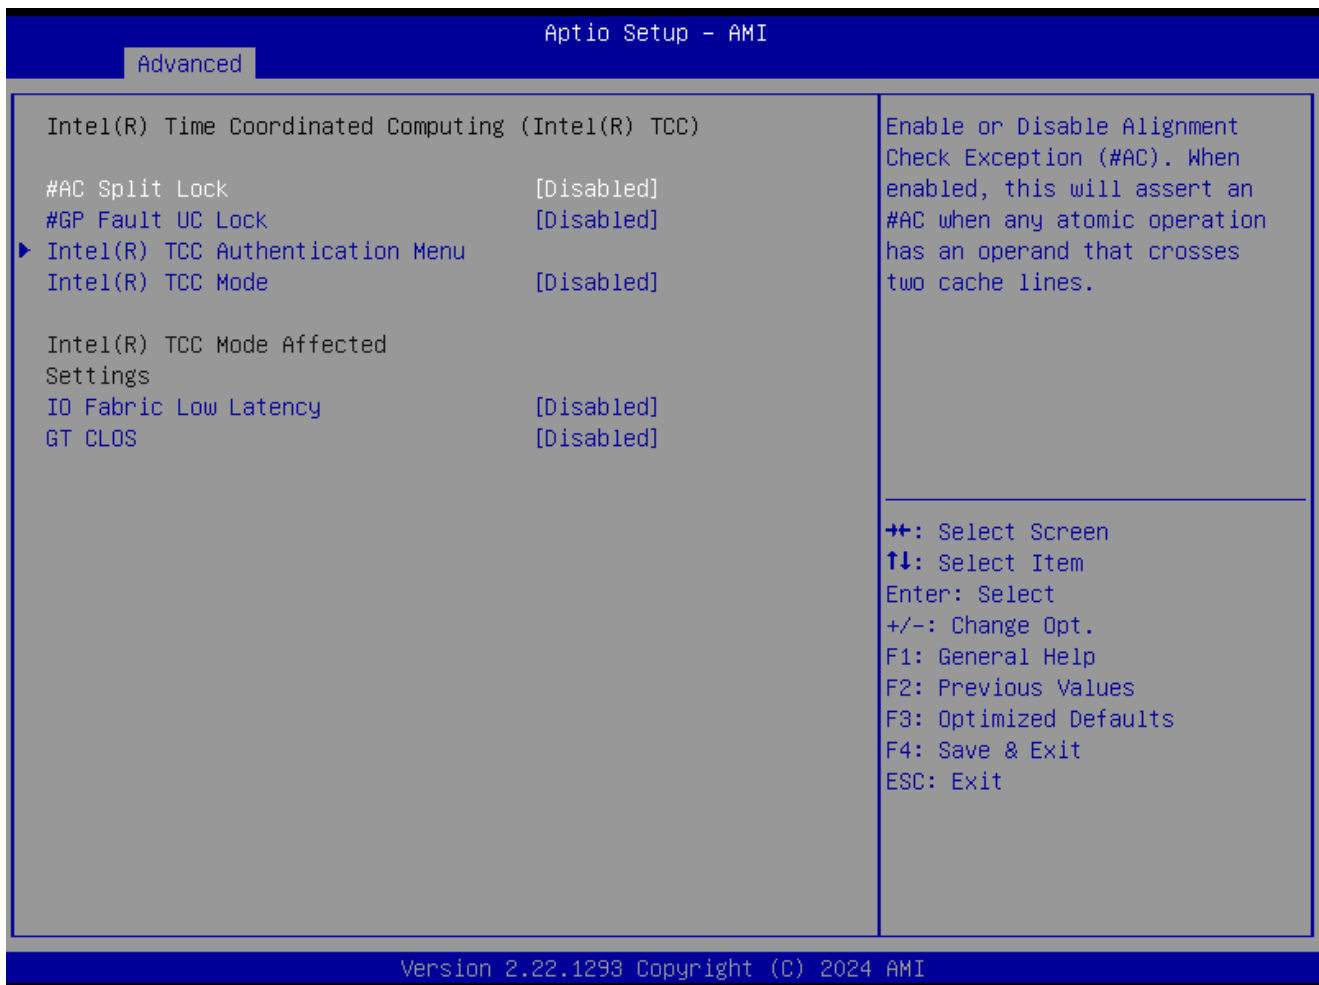 Aptio Setup – AMI
Advanced
Intel(R) Time Coordinated Computing (Intel(R) TCC)
#AC Split Lock [Disabled]
#GP Fault UC Lock [Disabled]
Intel(R) TCC Authentication Menu
Intel(R) TCC Mode [Disabled]
Intel(R) TCC Mode Affected
Settings
IO Fabric Low Latency [Disabled]
GT CLOS [Disabled]
Enable or Disable Alignment
Check Exception (#AC). When
enabled, this will assert an
#AC when any atomic operation
has an operand that crosses
two cache lines.
→←: Select Screen
↑↓: Select Item
Enter: Select
+/-: Change Opt.
F1: General Help
F2: Previous Values
F3: Optimized Defaults
F4: Save & Exit
ESC: Exit
Version 2.22.1293 Copyright (C) 2024 AMI